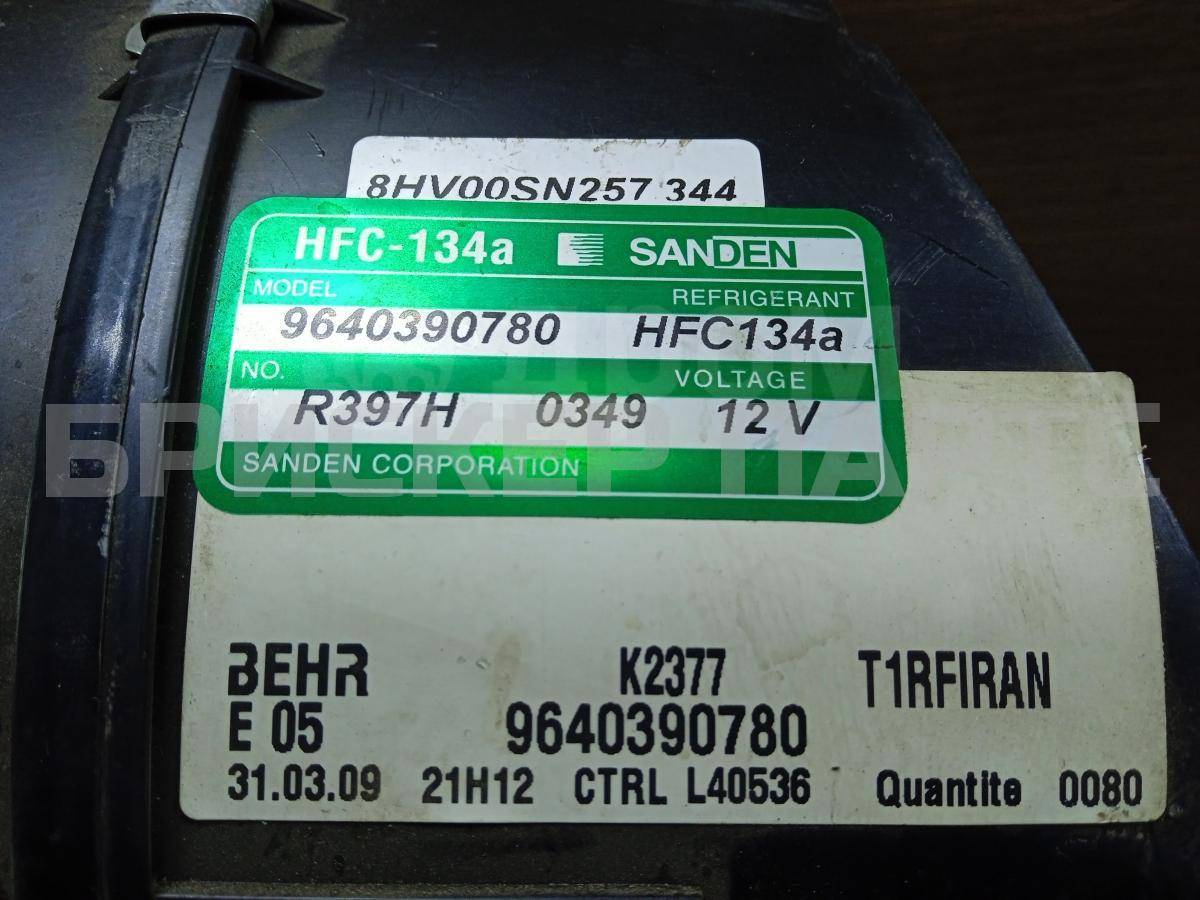 8HV00SN257 344
HFC-134a SANDEN
MODEL REFRIGERANT
9640390780 HFC134a
NO. VOLTAGE
R397H 0349 12 V
SANDEN CORPORATION
BEHR K2377 T1RFIRAN
E 05 9640390780
31.03.09 21H12 CTRL L40536 Quantite 0080